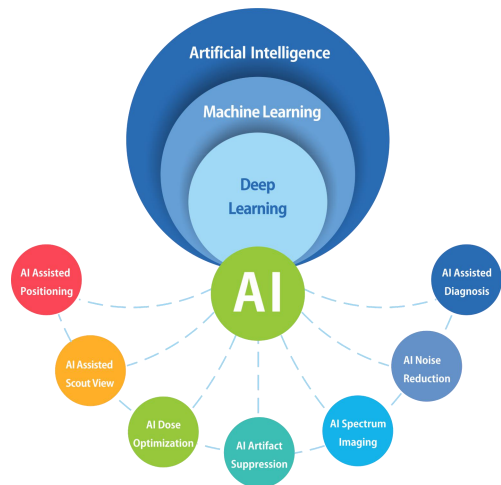 Artificial Intelligence
Machine Learning
Deep
Learning
AI
AI Assisted
Positioning
AI Assisted
Diagnosis
AI Assisted
Scout View
AI Noise
Reduction
AI Dose
Optimization
AI Spectrum
Imaging
AI Artifact
Suppression